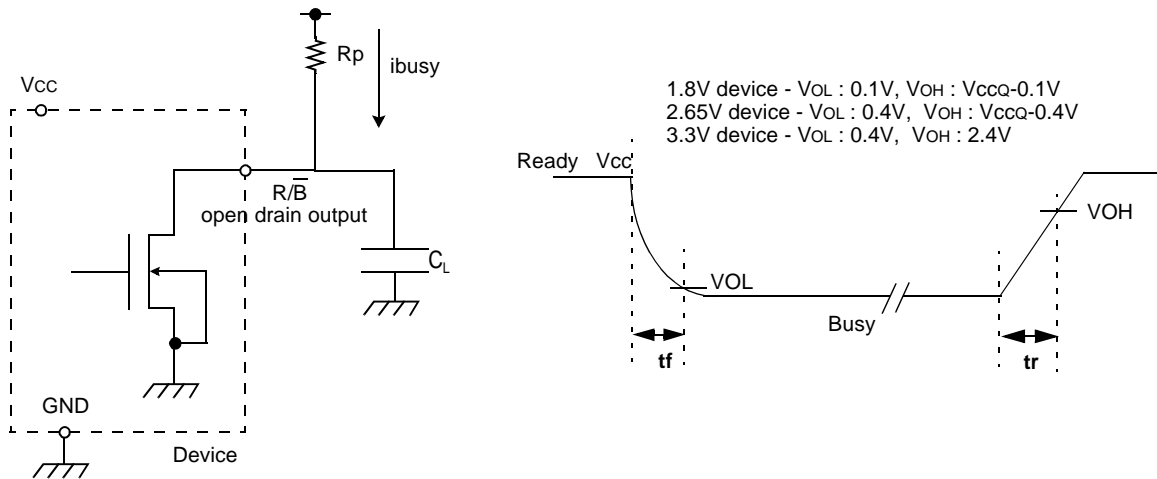 Rp
ibusy
VCC
R/B̅
open drain output
CL
GND
Device
1.8V device - VOL : 0.1V, VOH : VccQ-0.1V
2.65V device - VOL : 0.4V, VOH : VccQ-0.4V
3.3V device - VOL : 0.4V, VOH : 2.4V
Ready Vcc
VOH
VOL
Busy
tf
tr